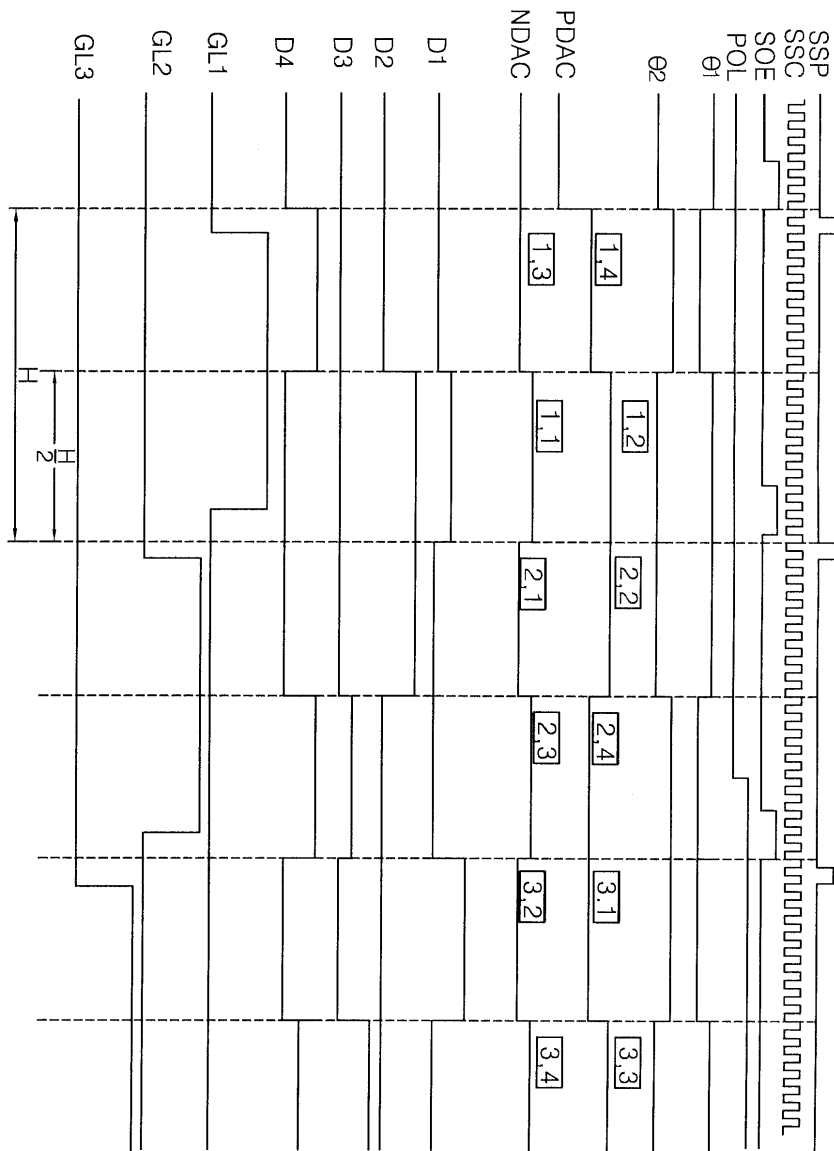 SSP
SSC
SOE
POL
θ1
θ2
PDAC
1,4
1,2
2,2
2,4
3,1
3,3
NDAC
1,3
1,1
2,1
2,3
3,2
3,4
D1
D2
D3
D4
GL1
GL2
GL3
H
2
H